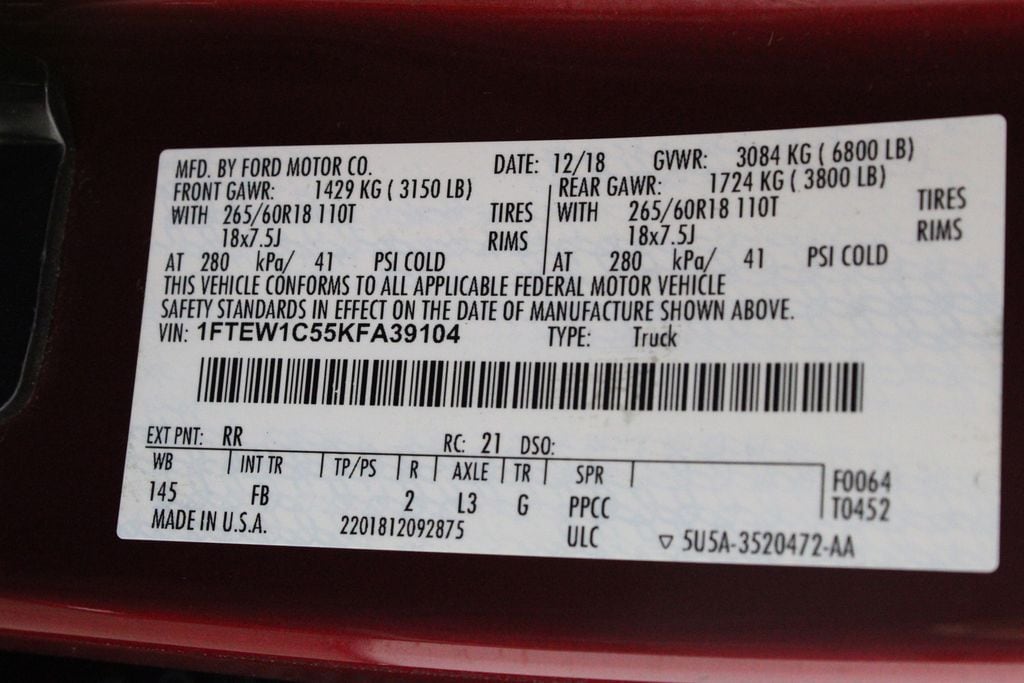 MFD. BY FORD MOTOR CO. DATE: 12/18 GVWR: 3084 KG ( 6800 LB)
FRONT GAWR: 1429 KG ( 3150 LB) REAR GAWR: 1724 KG ( 3800 LB)
WITH 265/60R18 110T TIRES WITH 265/60R18 110T TIRES
18x7.5J RIMS 18x7.5J RIMS
AT 280 kPa/ 41 PSI COLD AT 280 kPa/ 41 PSI COLD
THIS VEHICLE CONFORMS TO ALL APPLICABLE FEDERAL MOTOR VEHICLE
SAFETY STANDARDS IN EFFECT ON THE DATE OF MANUFACTURE SHOWN ABOVE.
VIN: 1FTEW1C55KFA39104 TYPE: Truck
EXT PNT: RR RC: 21 DSO:
WB INT TR TP/PS R AXLE TR SPR F0064
145 FB 2 L3 G PPCC T0452
MADE IN U.S.A. 2201812092875 ULC ▽ 5U5A-3520472-AA